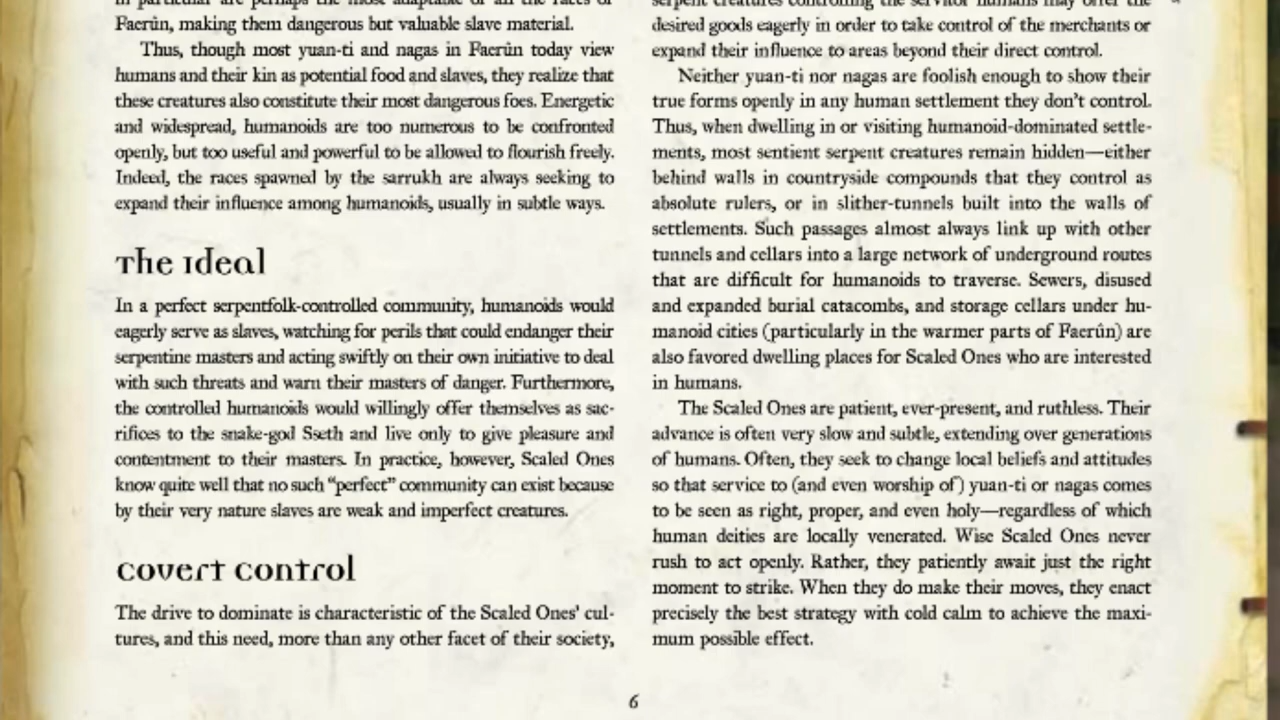 in particular are perhaps the most adaptable of all the races of
Faerûn, making them dangerous but valuable slave material.
Thus, though most yuan-ti and nagas in Faerûn today view
humans and their kin as potential food and slaves, they realize that
these creatures also constitute their most dangerous foes. Energetic
and widespread, humanoids are too numerous to be confronted
openly, but too useful and powerful to be allowed to flourish freely.
Indeed, the races spawned by the sarrukh are always seeking to
expand their influence among humanoids, usually in subtle ways.
The Ideal
In a perfect serpentfolk-controlled community, humanoids would
eagerly serve as slaves, watching for perils that could endanger their
serpentine masters and acting swiftly on their own initiative to deal
with such threats and warn their masters of danger. Furthermore,
the controlled humanoids would willingly offer themselves as sac-
rifices to the snake-god Sseth and live only to give pleasure and
contentment to their masters. In practice, however, Scaled Ones
know quite well that no such “perfect” community can exist because
by their very nature slaves are weak and imperfect creatures.
Covert Control
The drive to dominate is characteristic of the Scaled Ones’ cul-
tures, and this need, more than any other facet of their society,
serpent creatures controlling the servitor humans may offer the
desired goods eagerly in order to take control of the merchants or
expand their influence to areas beyond their direct control.
Neither yuan-ti nor nagas are foolish enough to show their
true forms openly in any human settlement they don’t control.
Thus, when dwelling in or visiting humanoid-dominated settle-
ments, most sentient serpent creatures remain hidden—either
behind walls in countryside compounds that they control as
absolute rulers, or in slither-tunnels built into the walls of
settlements. Such passages almost always link up with other
tunnels and cellars into a large network of underground routes
that are difficult for humanoids to traverse. Sewers, disused
and expanded burial catacombs, and storage cellars under hu-
manoid cities (particularly in the warmer parts of Faerûn) are
also favored dwelling places for Scaled Ones who are interested
in humans.
The Scaled Ones are patient, ever-present, and ruthless. Their
advance is often very slow and subtle, extending over generations
of humans. Often, they seek to change local beliefs and attitudes
so that service to (and even worship of) yuan-ti or nagas comes
to be seen as right, proper, and even holy—regardless of which
human deities are locally venerated. Wise Scaled Ones never
rush to act openly. Rather, they patiently await just the right
moment to strike. When they do make their moves, they enact
precisely the best strategy with cold calm to achieve the maxi-
mum possible effect.
6